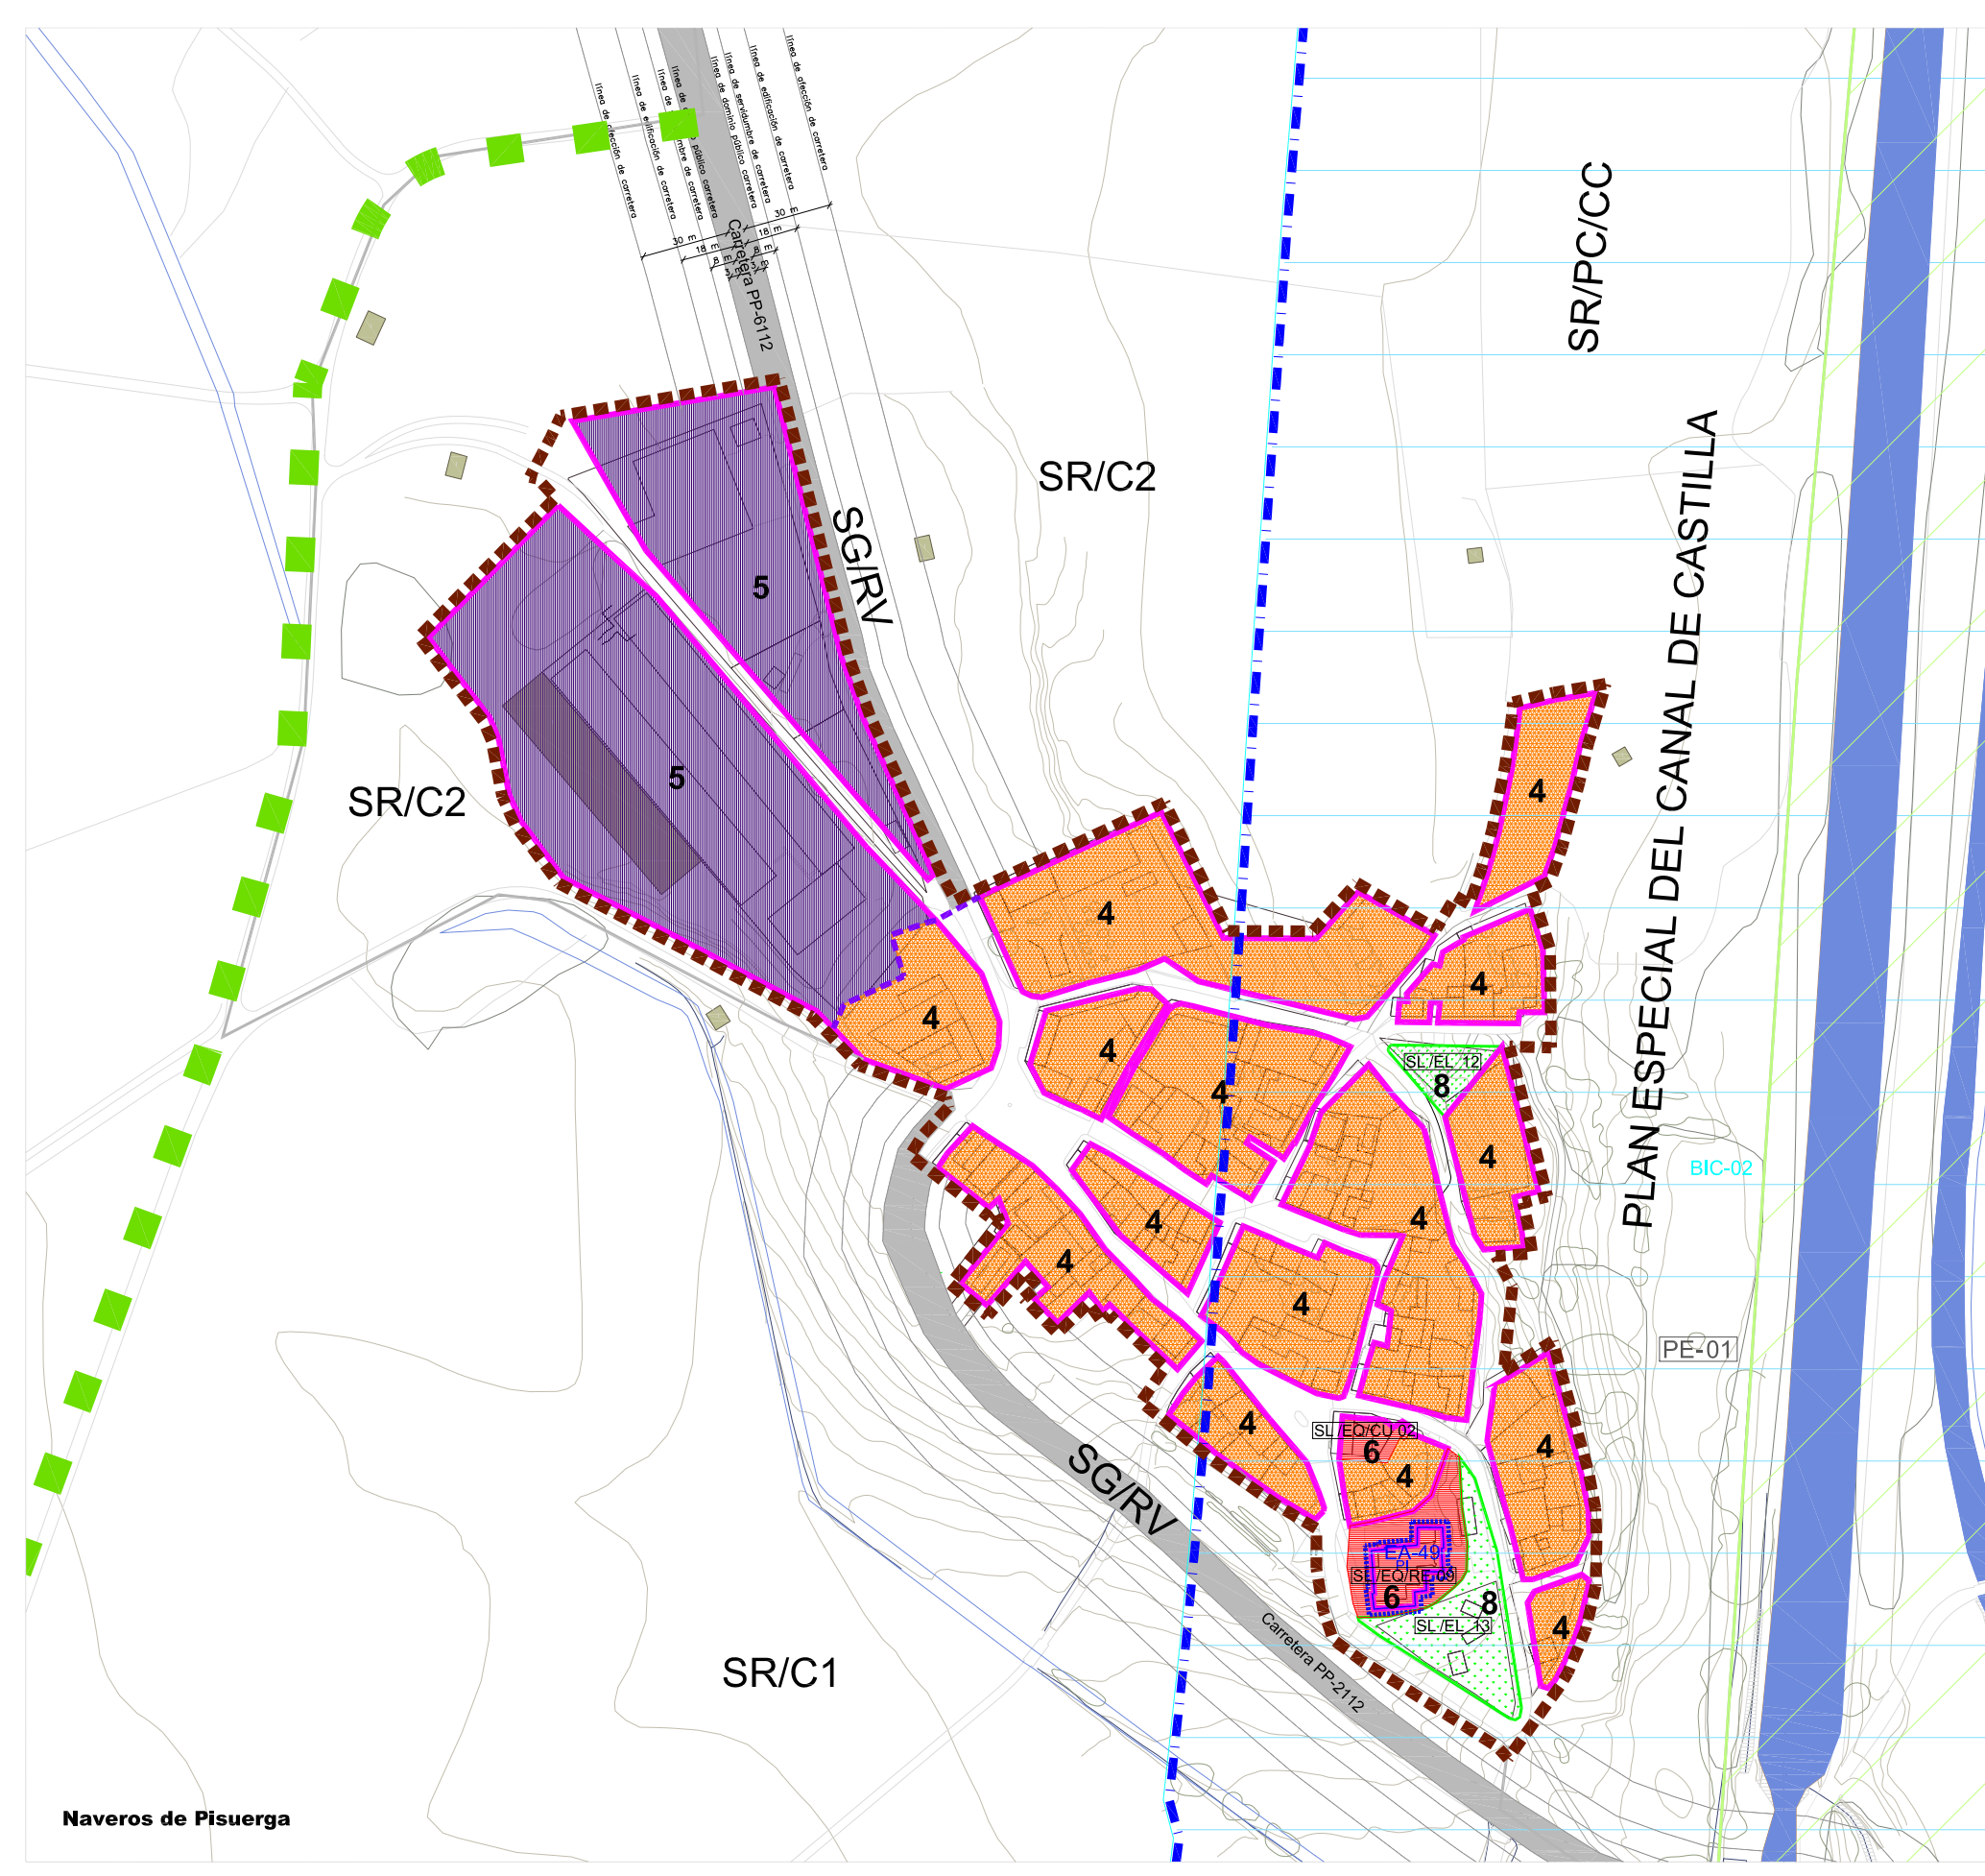 línea de afección de carretera
línea de edificación de carretera
línea de servidumbre de carretera
línea de dominio público carretera
línea de edificación de carretera
30
18
8
30
18
8
Carretera PP-6112
SR/PC/CC
SR/C2
SG/RV
PLAN ESPECIAL DEL CANAL DE CASTILLA
5
5
SR/C2
4
4
4
4
4
4
SL /EL 12
8
4
4
BIC-02
4
4
4
4
PE-01
4
SL /EQ/CU 02
6
4
4
SG/RV
EA-49
PI
SL /EQ/RE 09
6
8
SL /EL 13
4
Carretera PP-2112
SR/C1
Naveros de Pisuerga